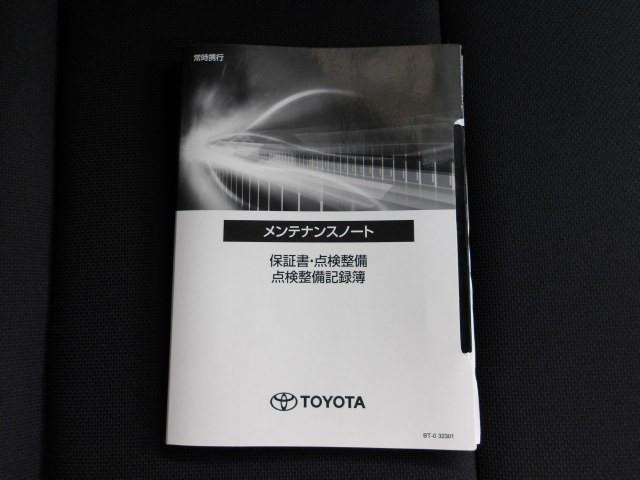 常時携行
メンテナンスノート
保証書・点検整備
点検整備記録簿
TOYOTA
BT-0 32301